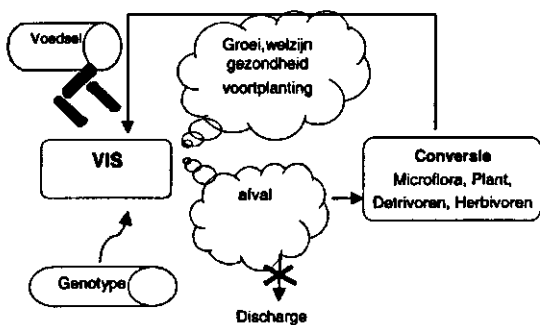 Voedsel
Groei,welzijn
gezondheid
voortplanting
VIS
Conversie
Microflora, Plant,
Detrivoren, Herbivoren
afval
Genotype
Discharge